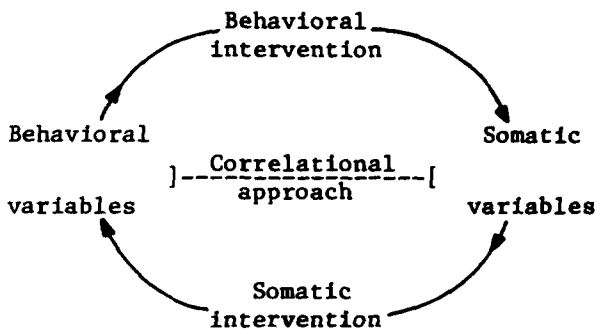 Behavioral
intervention
Behavioral
Somatic
]-Correlational-[
approach
variables
variables
Somatic
intervention